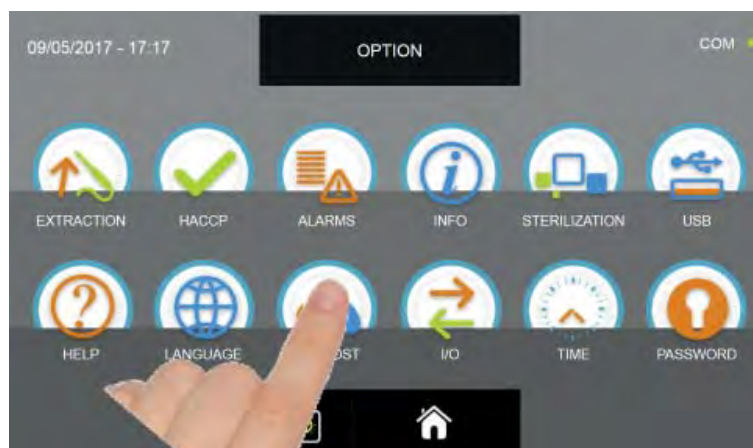 09/05/2017 - 17:17
OPTION
COM
EXTRACTION
HACCP
ALARMS
INFO
STERILIZATION
USB
HELP
LANGUAGE
I/O
TIME
PASSWORD